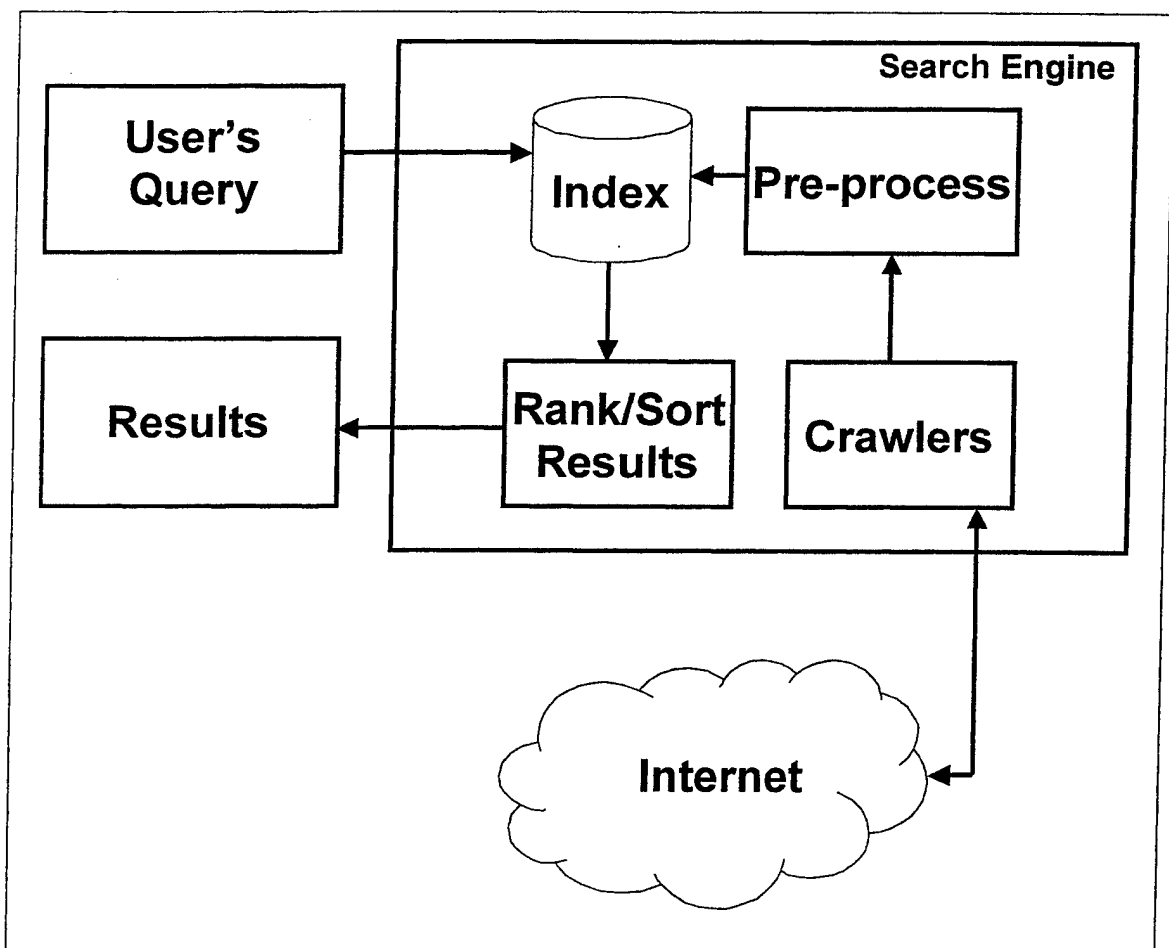 Search Engine
User's
Query
Index
Pre-process
Results
Rank/Sort
Results
Crawlers
Internet